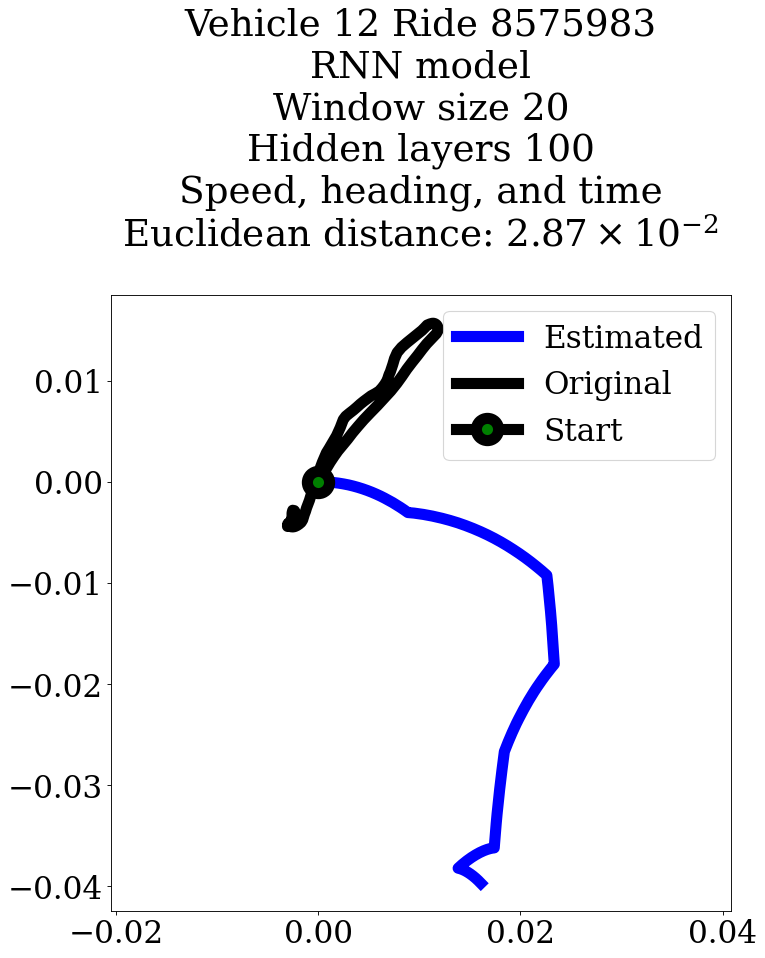 Vehicle 12 Ride 8575983
RNN model
Window size 20
Hidden layers 100
Speed, heading, and time
Euclidean distance: 2.87 × 10⁻²
Estimated
Original
Start
0.01
0.00
−0.01
−0.02
−0.03
−0.04
−0.02 0.00 0.02 0.04